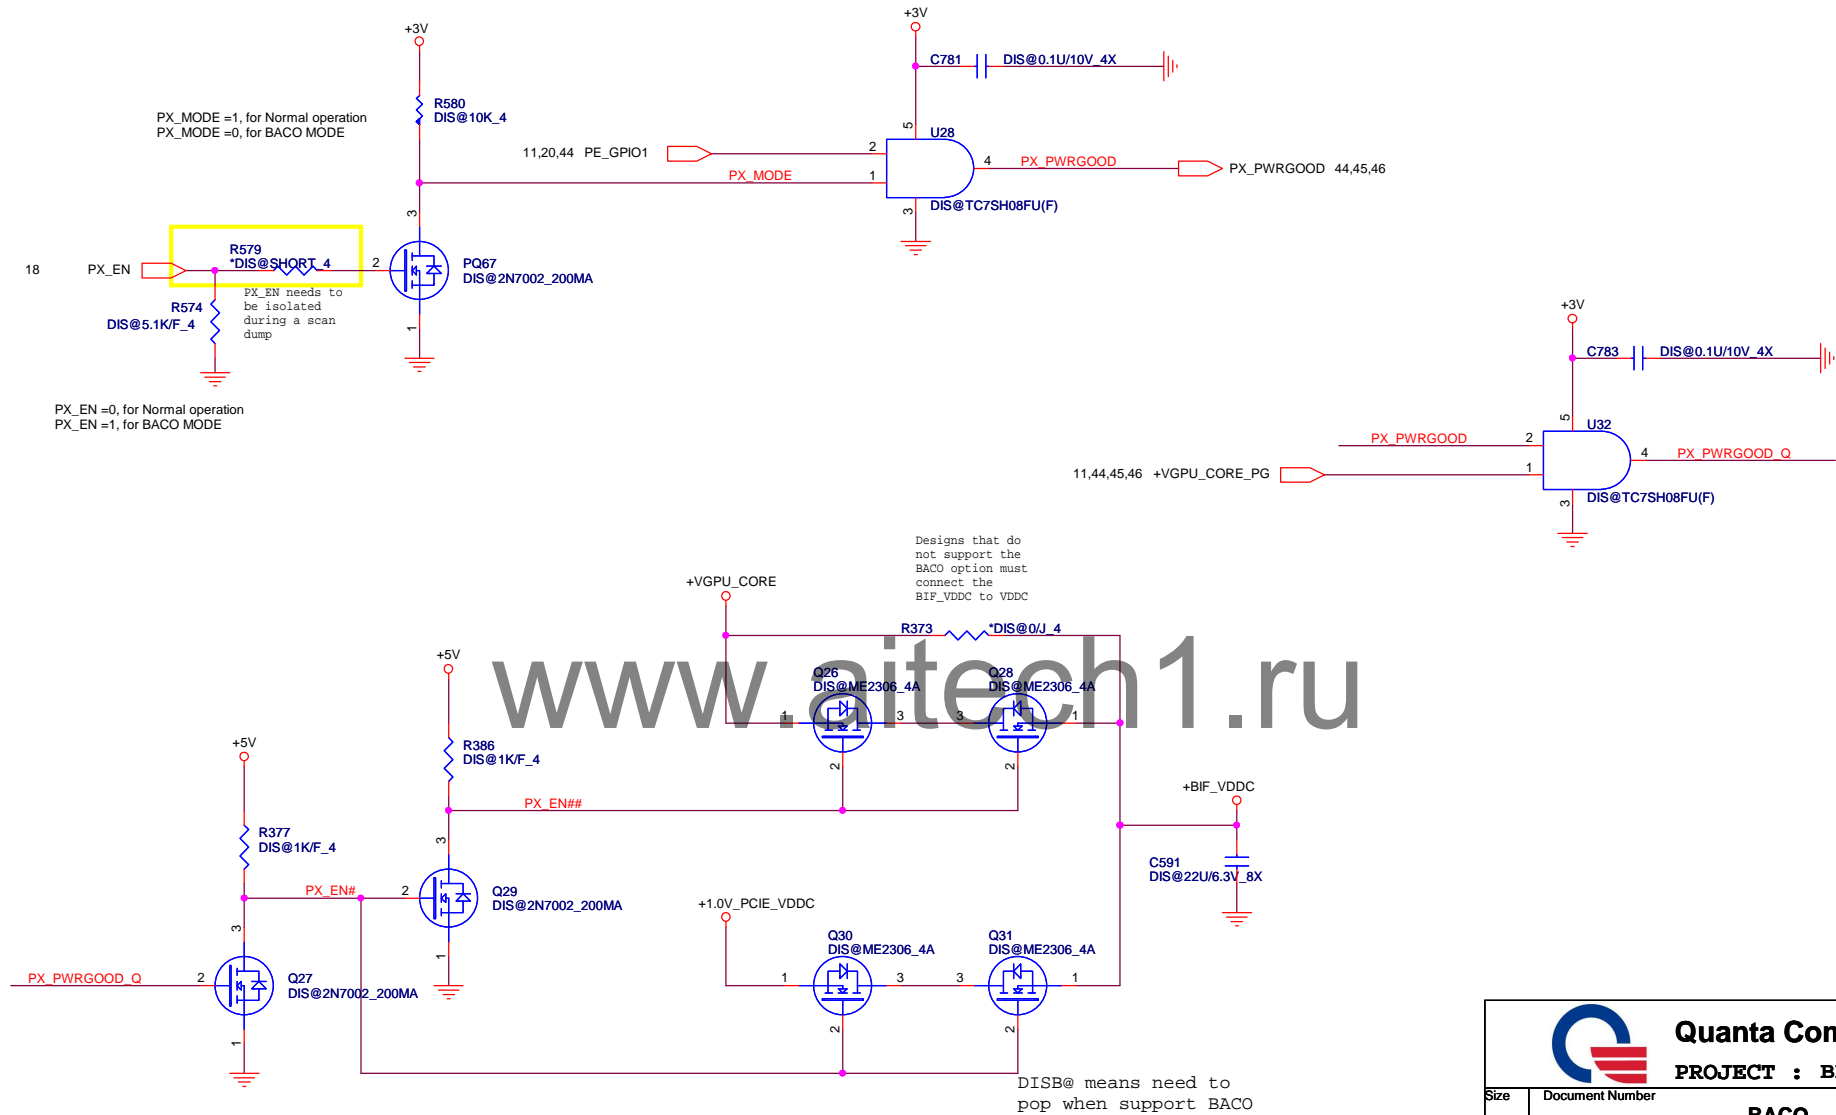 +3V
+3V
C781
DIS@0.1U/10V_4X
R580
DIS@10K_4
PX_MODE =1, for Normal operation
PX_MODE =0, for BACO MODE
5
U28
11,20,44 PE_GPIO1
2
PX_MODE
1
4
PX_PWRGOOD
PX_PWRGOOD 44,45,46
3
DIS@TC7SH08FU(F)
3
R579
*DIS@SHORT_4
18
PX_EN
2
PQ67
DIS@2N7002_200MA
PX_EN needs to
be isolated
during a scan
dump
R574
DIS@5.1K/F_4
1
+3V
C783
DIS@0.1U/10V_4X
PX_EN =0, for Normal operation
PX_EN =1, for BACO MODE
5
U32
PX_PWRGOOD
2
4
PX_PWRGOOD_Q
11,44,45,46 +VGPU_CORE_PG
1
3
DIS@TC7SH08FU(F)
Designs that do
not support the
BACO option must
connect the
BIF_VDDC to VDDC
+VGPU_CORE
R373
*DIS@0/J_4
www.aitech1.ru
+5V
Q26
DIS@ME2306_4A
Q28
DIS@ME2306_4A
1
3
3
1
2
2
+5V
R386
DIS@1K/F_4
PX_EN##
+BIF_VDDC
R377
DIS@1K/F_4
3
C591
DIS@22U/6.3V_8X
PX_EN#
2
Q29
DIS@2N7002_200MA
1
+1.0V_PCIE_VDDC
Q30
DIS@ME2306_4A
Q31
DIS@ME2306_4A
3
PX_PWRGOOD_Q
2
Q27
DIS@2N7002_200MA
1
1
3
3
1
2
2
DISB@ means need to
pop when support BACO
Quanta Con
PROJECT : B
Size
Document Number
BACO